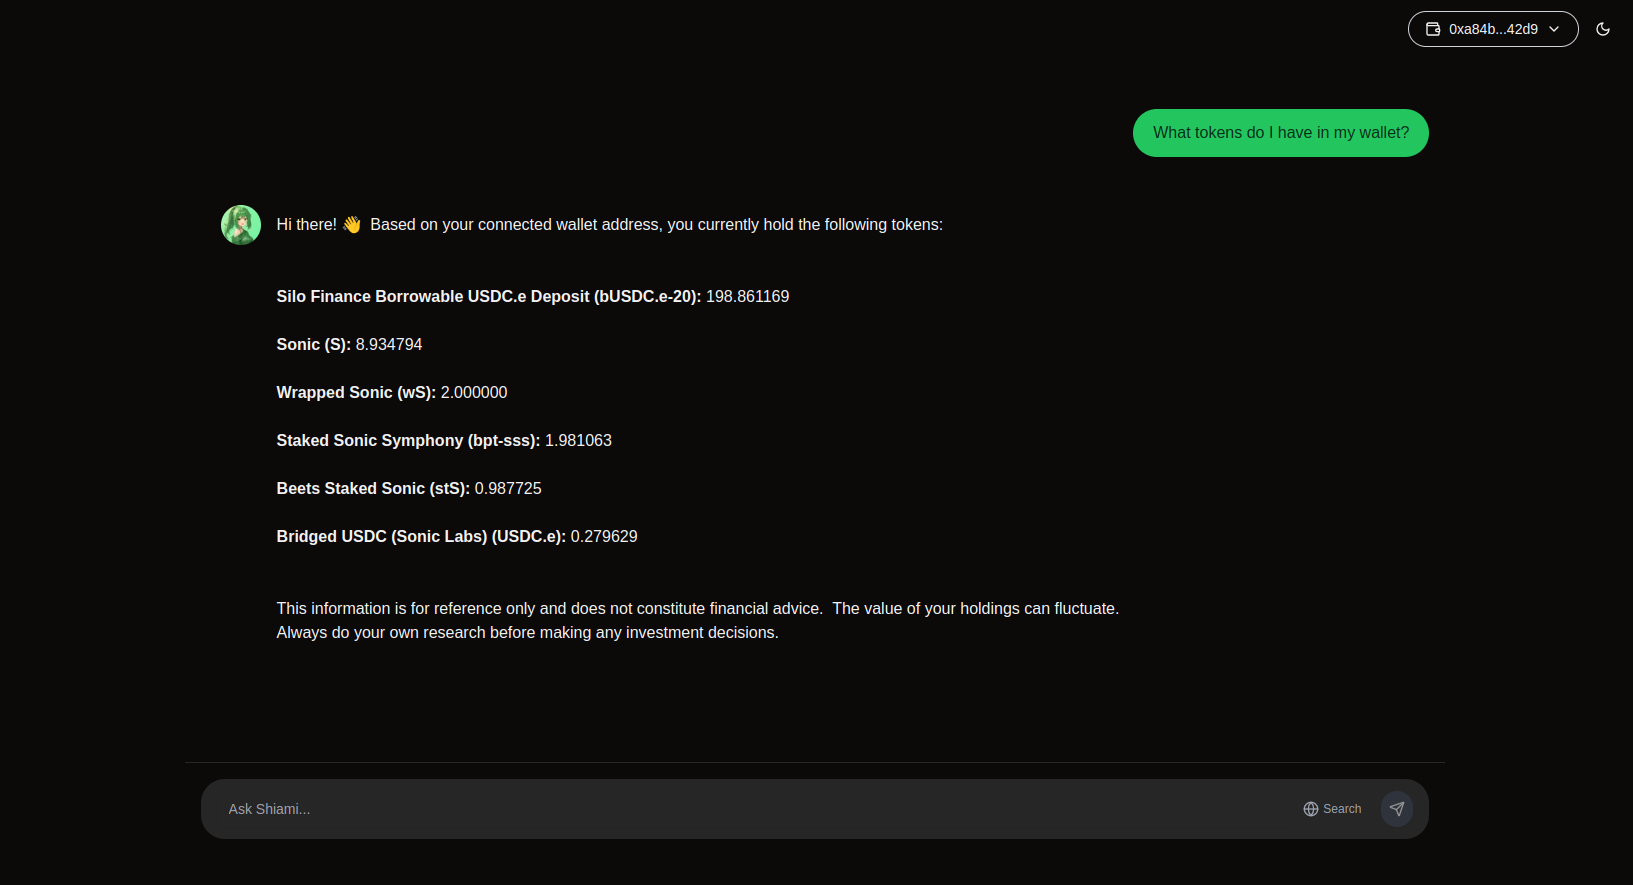 0xa84b...42d9
What tokens do I have in my wallet?
Hi there! 👋 Based on your connected wallet address, you currently hold the following tokens:
Silo Finance Borrowable USDC.e Deposit (bUSDC.e-20): 198.861169
Sonic (S): 8.934794
Wrapped Sonic (wS): 2.000000
Staked Sonic Symphony (bpt-sss): 1.981063
Beets Staked Sonic (stS): 0.987725
Bridged USDC (Sonic Labs) (USDC.e): 0.279629
This information is for reference only and does not constitute financial advice. The value of your holdings can fluctuate.
Always do your own research before making any investment decisions.
Ask Shiami...
Search